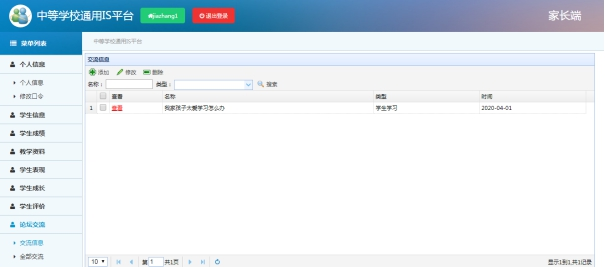 中等学校通用IS平台
jiazhang1
退出登录
家长端
菜单列表
个人信息
个人信息
修改口令
学生信息
学生成绩
教学资料
学生表现
学生成长
学生评价
论坛交流
交流信息
全部交流
中等学校通用IS平台
交流信息
添加 修改 删除
名称： 类型： 搜索
查看 名称 类型 时间
1 查看 我家孩子太爱学习怎么办 学生学习 2020-04-01
10 第 1 共1页 显示1到1,共1记录